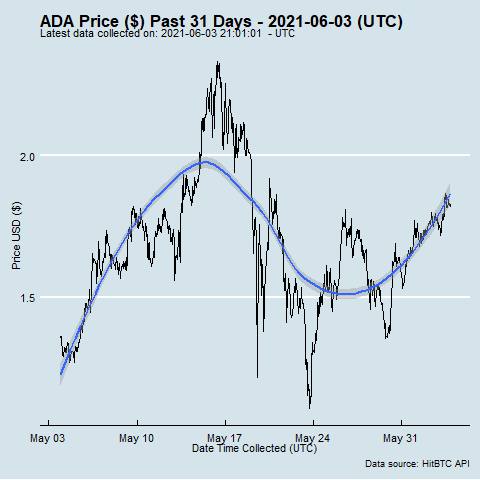 ADA Price ($) Past 31 Days - 2021-06-03 (UTC)
Latest data collected on: 2021-06-03 21:01:01 - UTC
2.0
1.5
Price USD ($)
May 03 May 10 May 17 May 24 May 31
Date Time Collected (UTC)
Data source: HitBTC API